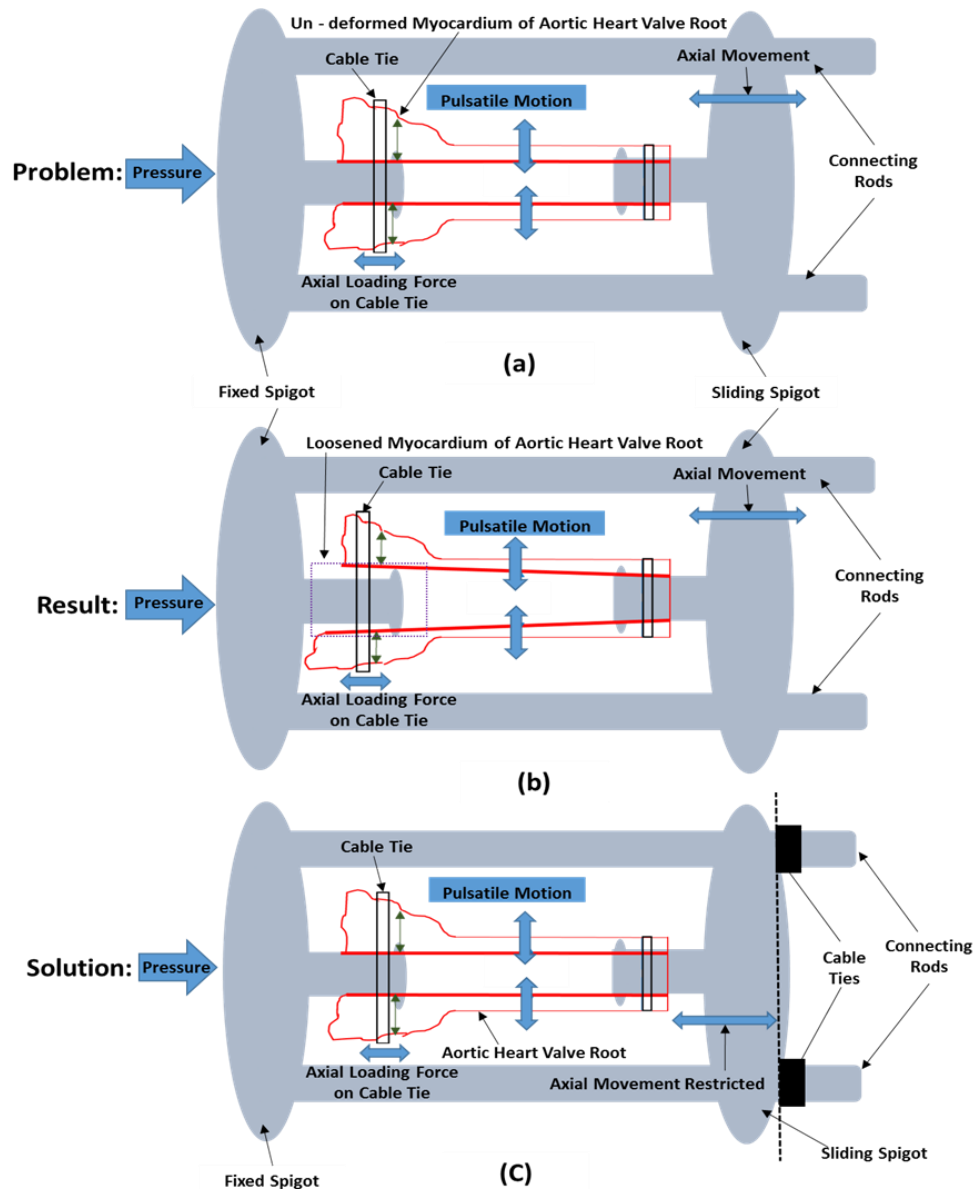 Un - deformed Myocardium of Aortic Heart Valve Root
Cable Tie
Axial Movement
Pulsatile Motion
Problem:
Pressure
Connecting
Rods
Axial Loading Force
on Cable Tie
(a)
Fixed Spigot
Sliding Spigot
Loosened Myocardium of Aortic Heart Valve Root
Cable Tie
Axial Movement
Pulsatile Motion
Result:
Pressure
Connecting
Rods
Axial Loading Force
on Cable Tie
(b)
Cable Tie
Pulsatile Motion
Solution:
Pressure
Cable
Ties
Connecting
Rods
Aortic Heart Valve Root
Axial Loading Force
on Cable Tie
Axial Movement Restricted
Sliding Spigot
Fixed Spigot
(C)